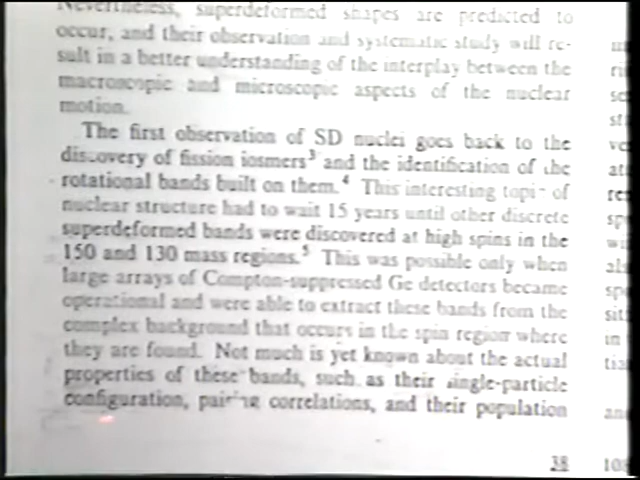 Nevertheless, superdeformed shapes are predicted to
occur, and their observation and systematic study will re-
sult in a better understanding of the interplay between the
macroscopic and microscopic aspects of the nuclear
motion.
The first observation of SD nuclei goes back to the
discovery of fission iosmers³ and the identification of the
rotational bands built on them.⁴ This interesting topic of
nuclear structure had to wait 15 years until other discrete
superdeformed bands were discovered at high spins in the
150 and 130 mass regions.⁵ This was possible only when
large arrays of Compton-suppressed Ge detectors became
operational and were able to extract these bands from the
complex background that occurs in the spin region where
they are found. Not much is yet known about the actual
properties of these bands, such as their single-particle
configuration, pairing correlations, and their population
38